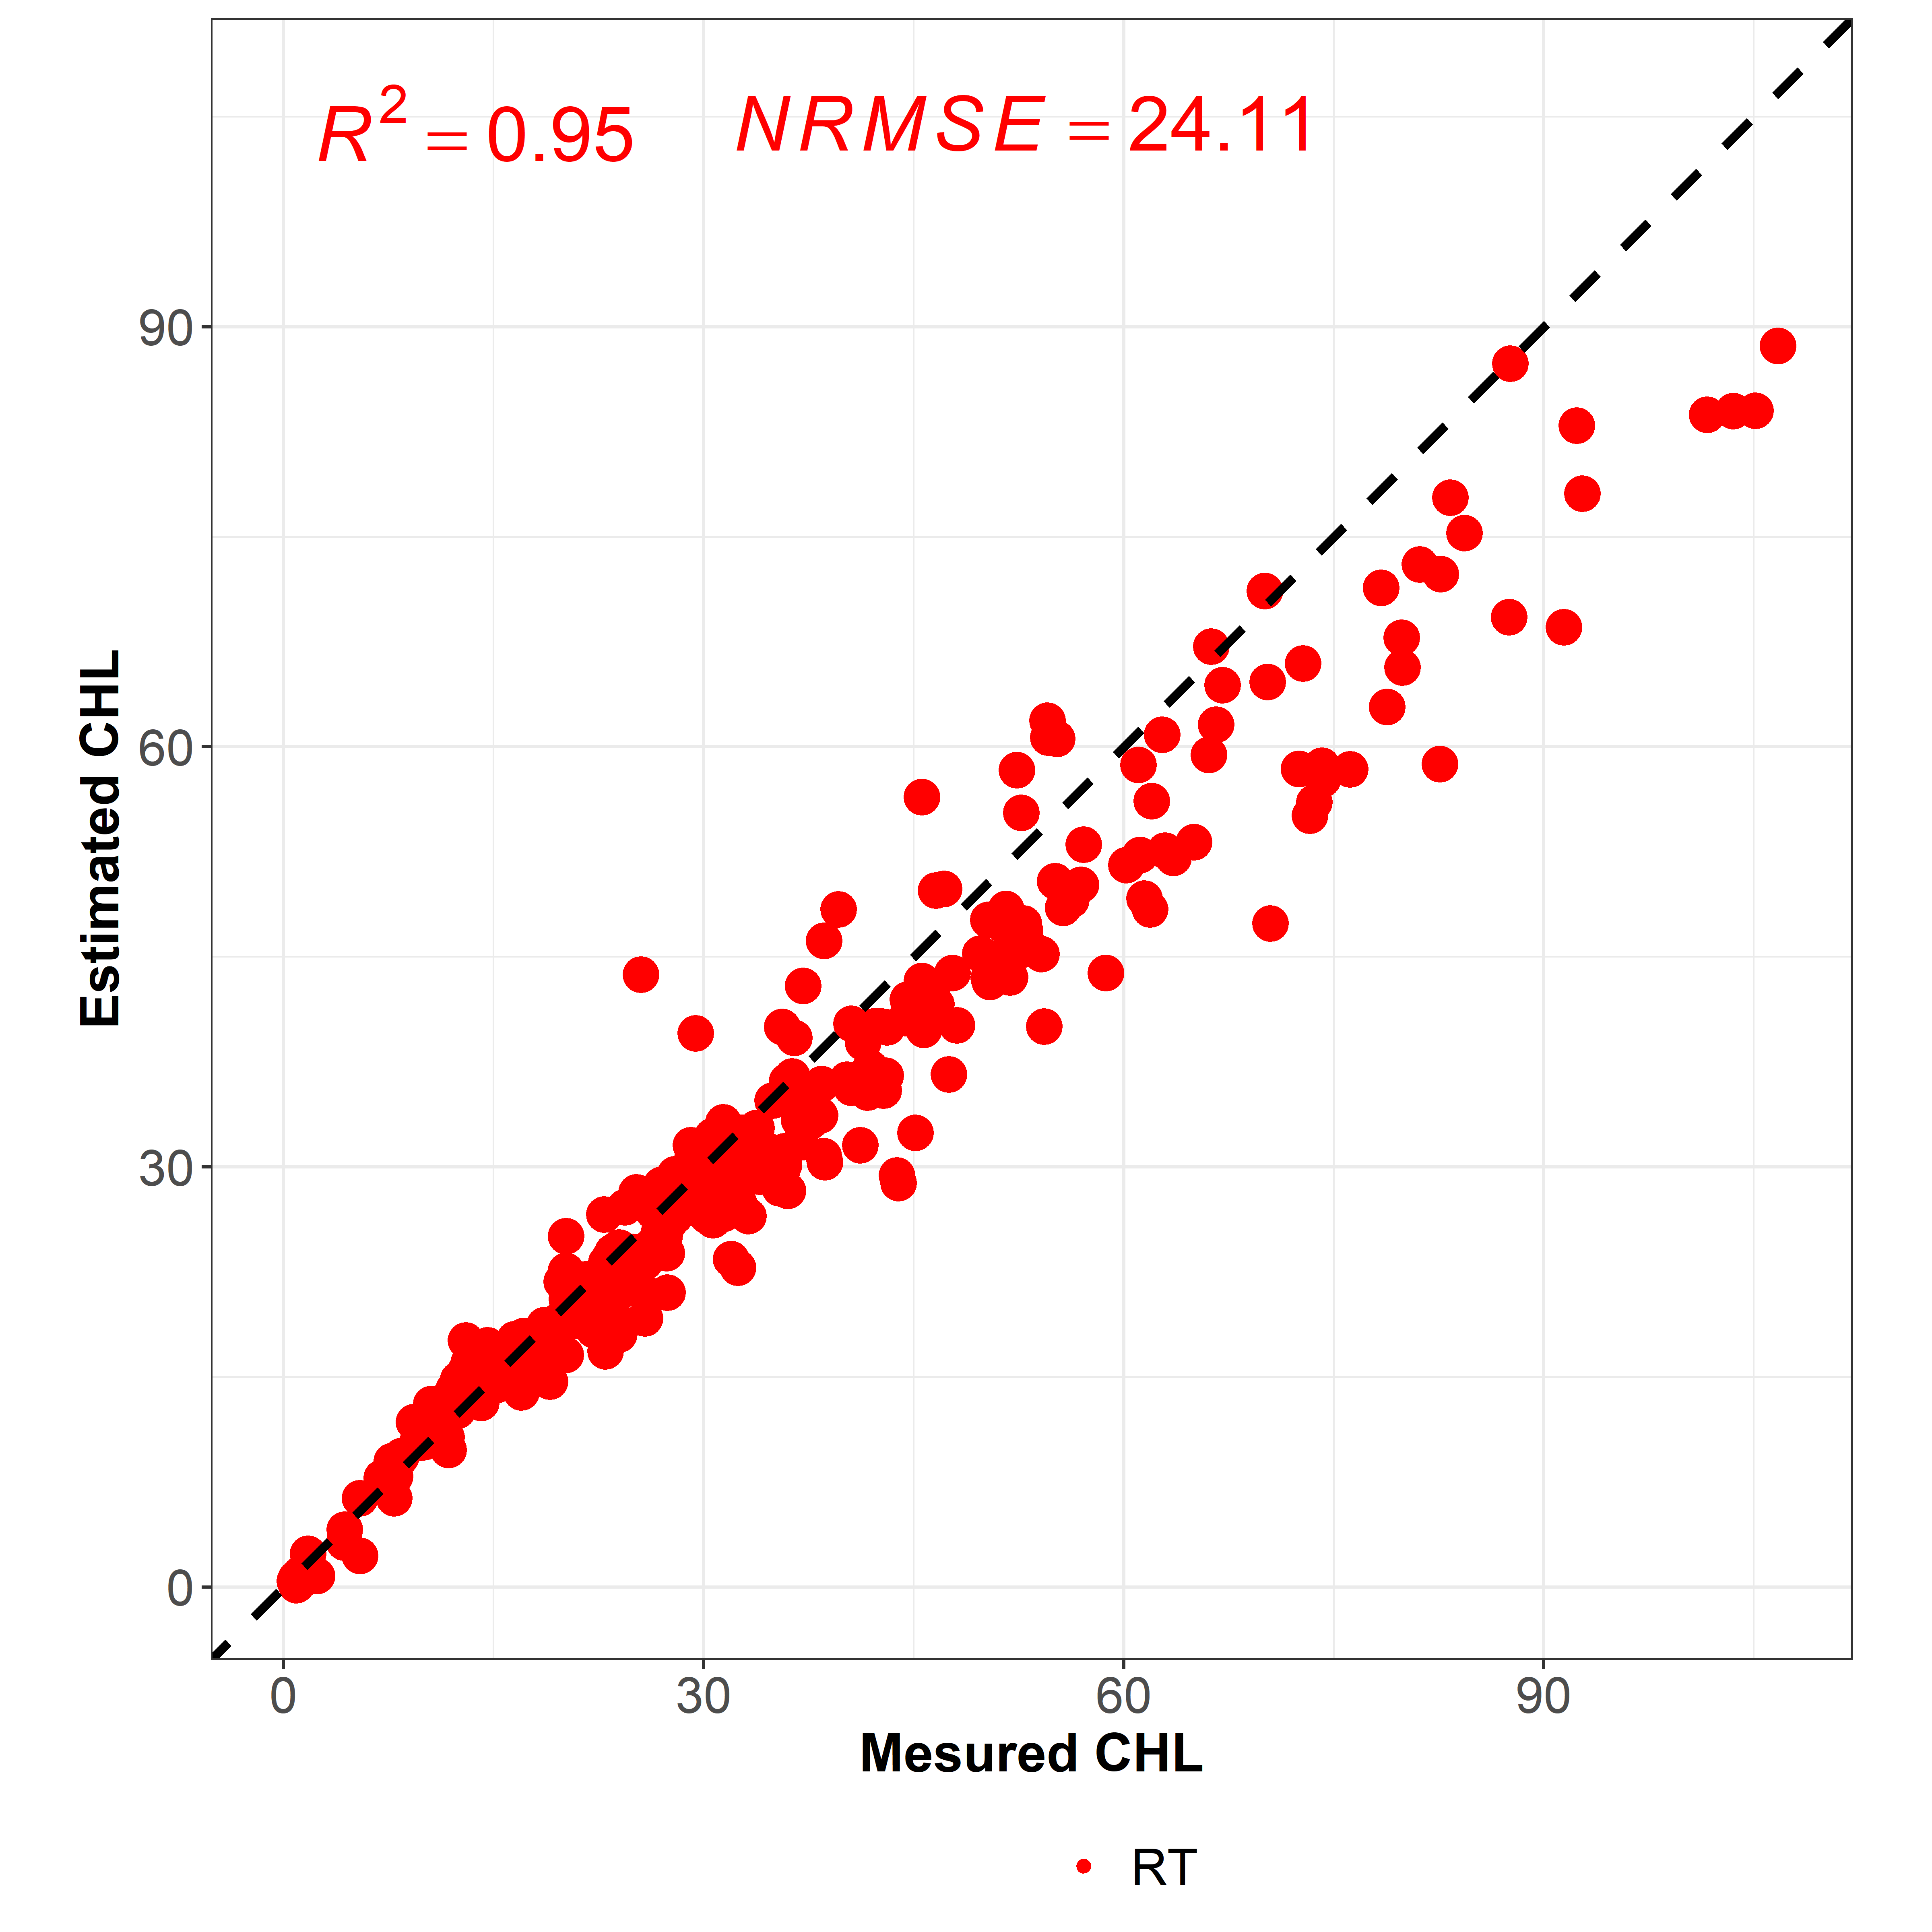 R² = 0.95 NRMSE = 24.11
90
60
30
0
Estimated CHL
0 30 60 90
Mesured CHL
RT